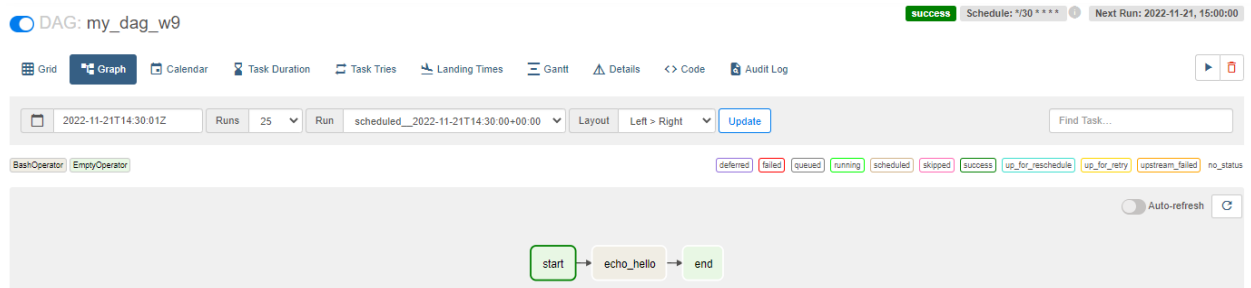 DAG: my_dag_w9
success Schedule: */30 * * * * Next Run: 2022-11-21, 15:00:00
Grid Graph Calendar Task Duration Task Tries Landing Times Gantt Details <> Code Audit Log
2022-11-21T14:30:01Z Runs 25 Run scheduled__2022-11-21T14:30:00+00:00 Layout Left > Right Update Find Task...
BashOperator EmptyOperator deferred failed queued running scheduled skipped success up_for_reschedule up_for_retry upstream_failed no_status
Auto-refresh
start echo_hello end